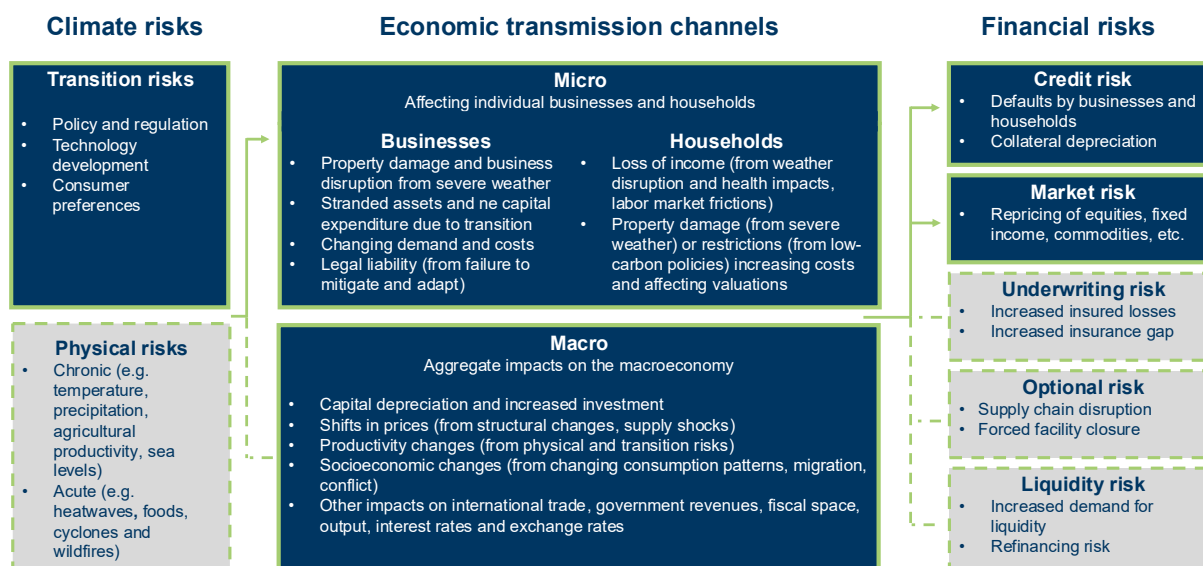 Climate risks
Economic transmission channels
Financial risks
Transition risks
• Policy and regulation
• Technology
development
• Consumer
preferences
Physical risks
• Chronic (e.g.
temperature,
precipitation,
agricultural
productivity, sea
levels)
• Acute (e.g.
heatwaves, foods,
cyclones and
wildfires)
Micro
Affecting individual businesses and households
Businesses
• Property damage and business
disruption from severe weather
• Stranded assets and ne capital
expenditure due to transition
• Changing demand and costs
• Legal liability (from failure to
mitigate and adapt)
Households
• Loss of income (from weather
disruption and health impacts,
labor market frictions)
• Property damage (from severe
weather) or restrictions (from low-
carbon policies) increasing costs
and affecting valuations
Macro
Aggregate impacts on the macroeconomy
• Capital depreciation and increased investment
• Shifts in prices (from structural changes, supply shocks)
• Productivity changes (from physical and transition risks)
• Socioeconomic changes (from changing consumption patterns, migration,
conflict)
• Other impacts on international trade, government revenues, fiscal space,
output, interest rates and exchange rates
Credit risk
• Defaults by businesses and
households
• Collateral depreciation
Market risk
• Repricing of equities, fixed
income, commodities, etc.
Underwriting risk
• Increased insured losses
• Increased insurance gap
Optional risk
• Supply chain disruption
• Forced facility closure
Liquidity risk
• Increased demand for
liquidity
• Refinancing risk